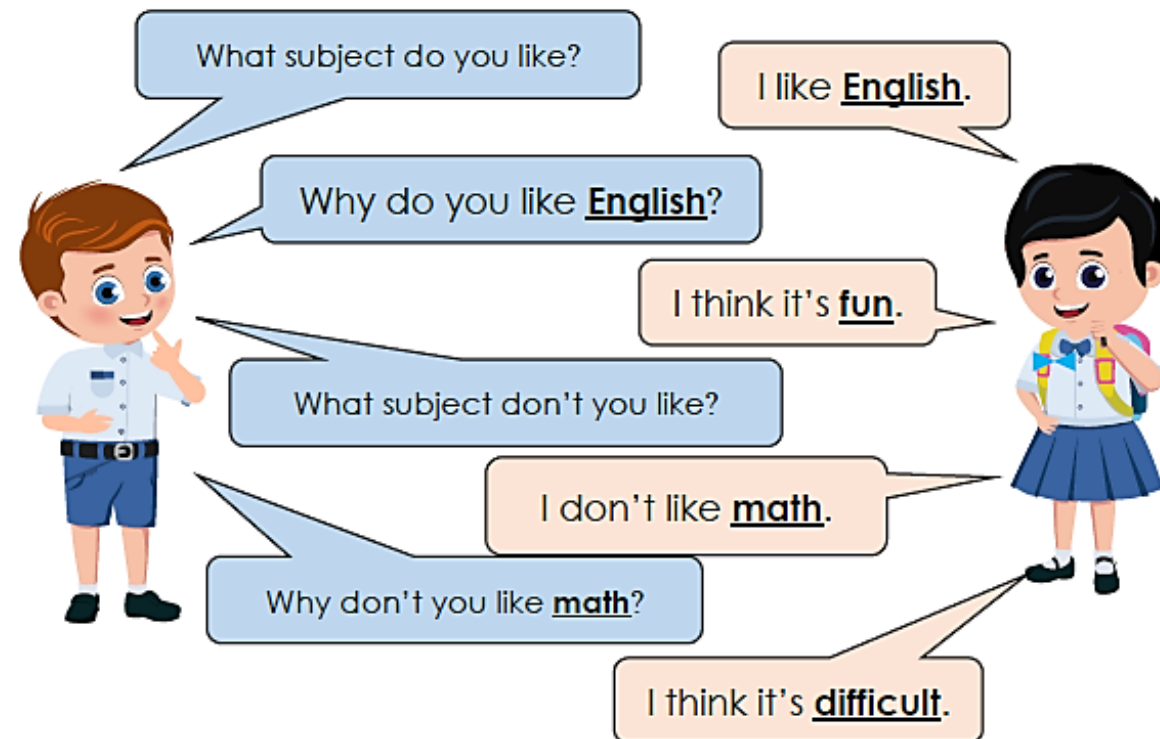 What subject do you like?
I like English.
Why do you like English?
I think it's fun.
What subject don't you like?
I don't like math.
Why don't you like math?
I think it's difficult.